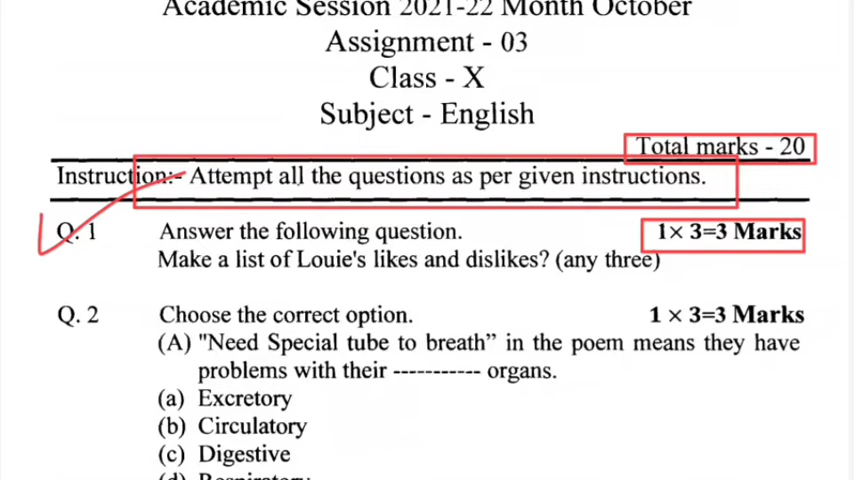 Academic Session 2021-22 Month October
Assignment - 03
Class - X
Subject - English
Total marks - 20
Instruction:- Attempt all the questions as per given instructions.
Q. 1 Answer the following question. 1× 3=3 Marks
Make a list of Louie's likes and dislikes? (any three)
Q. 2 Choose the correct option. 1 × 3=3 Marks
(A) "Need Special tube to breath” in the poem means they have
problems with their ----------- organs.
(a) Excretory
(b) Circulatory
(c) Digestive
(d) Respiratory